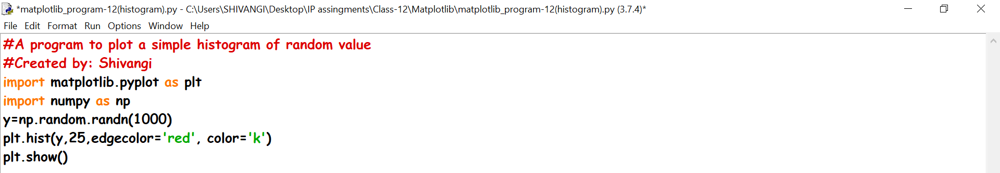 *matplotlib_program-12(histogram).py - C:\Users\SHIVANGI\Desktop\IP assingments\Class-12\Matplotlib\matplotlib_program-12(histogram).py (3.7.4)*
File Edit Format Run Options Window Help
#A program to plot a simple histogram of random value
#Created by: Shivangi
import matplotlib.pyplot as plt
import numpy as np
y=np.random.randn(1000)
plt.hist(y,25,edgecolor='red', color='k')
plt.show()